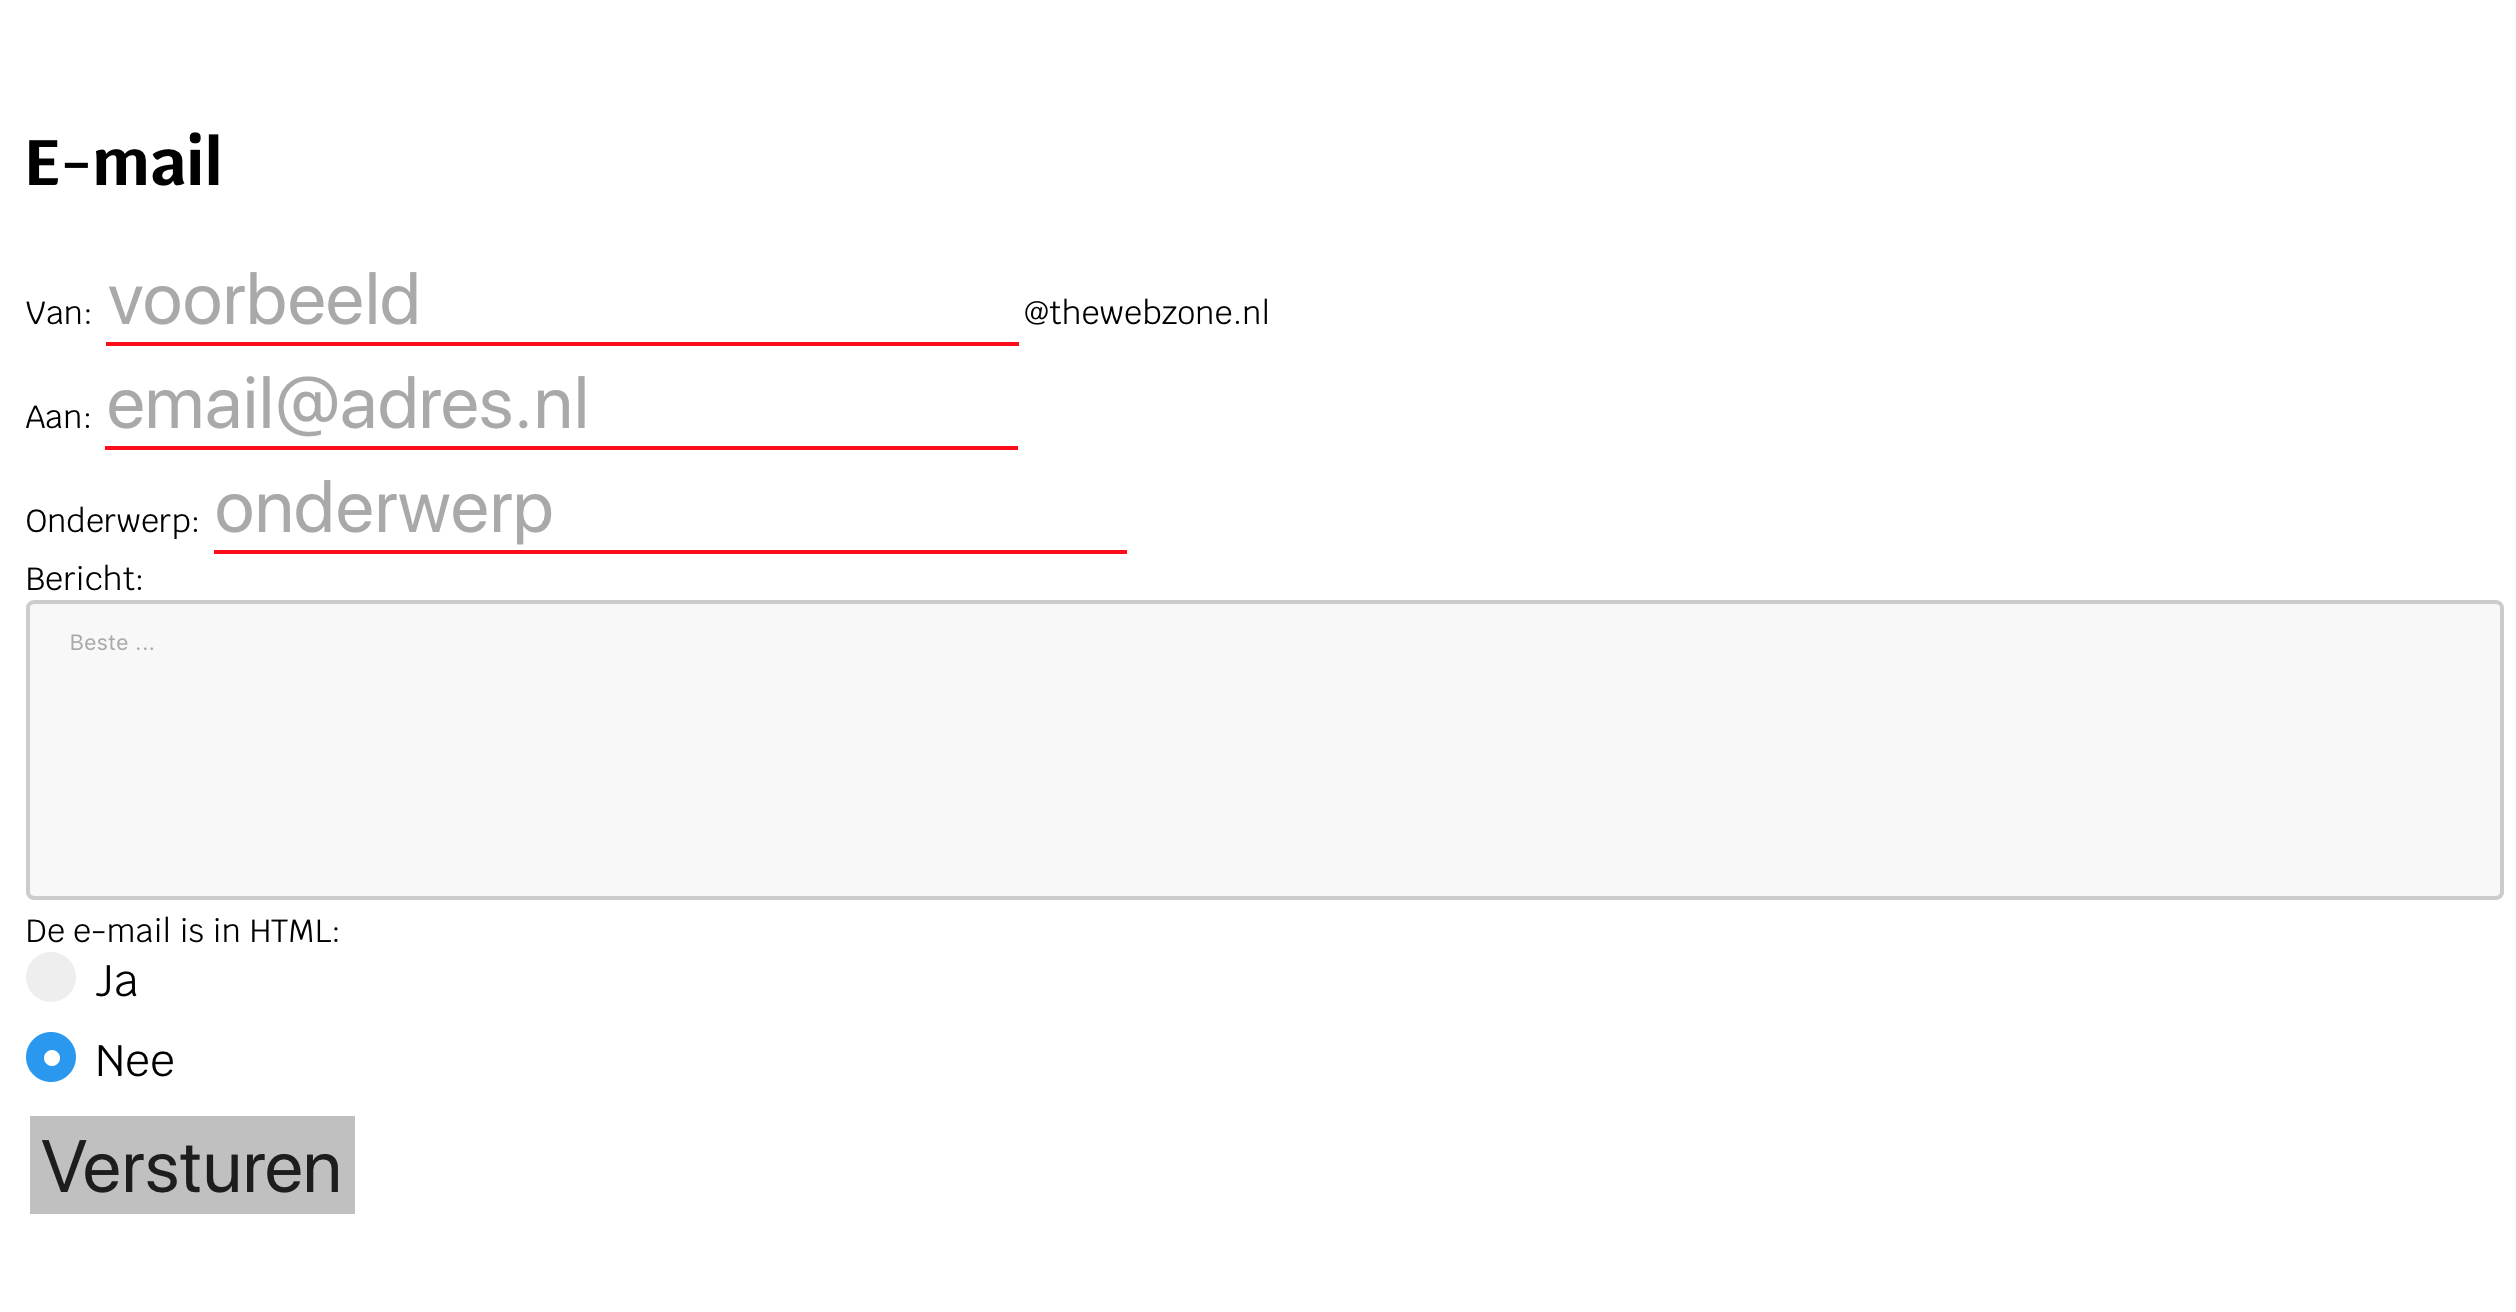 E-mail
Van: voorbeeld @thewebzone.nl
Aan: email@adres.nl
Onderwerp: onderwerp
Bericht:
Beste ...
De e-mail is in HTML:
Ja
Nee
Versturen